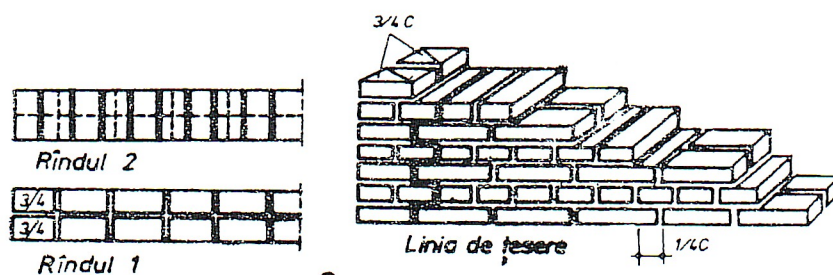 3/4 C
Rîndul 2
3/4
3/4
Rîndul 1
Linia de țesere
1/4C